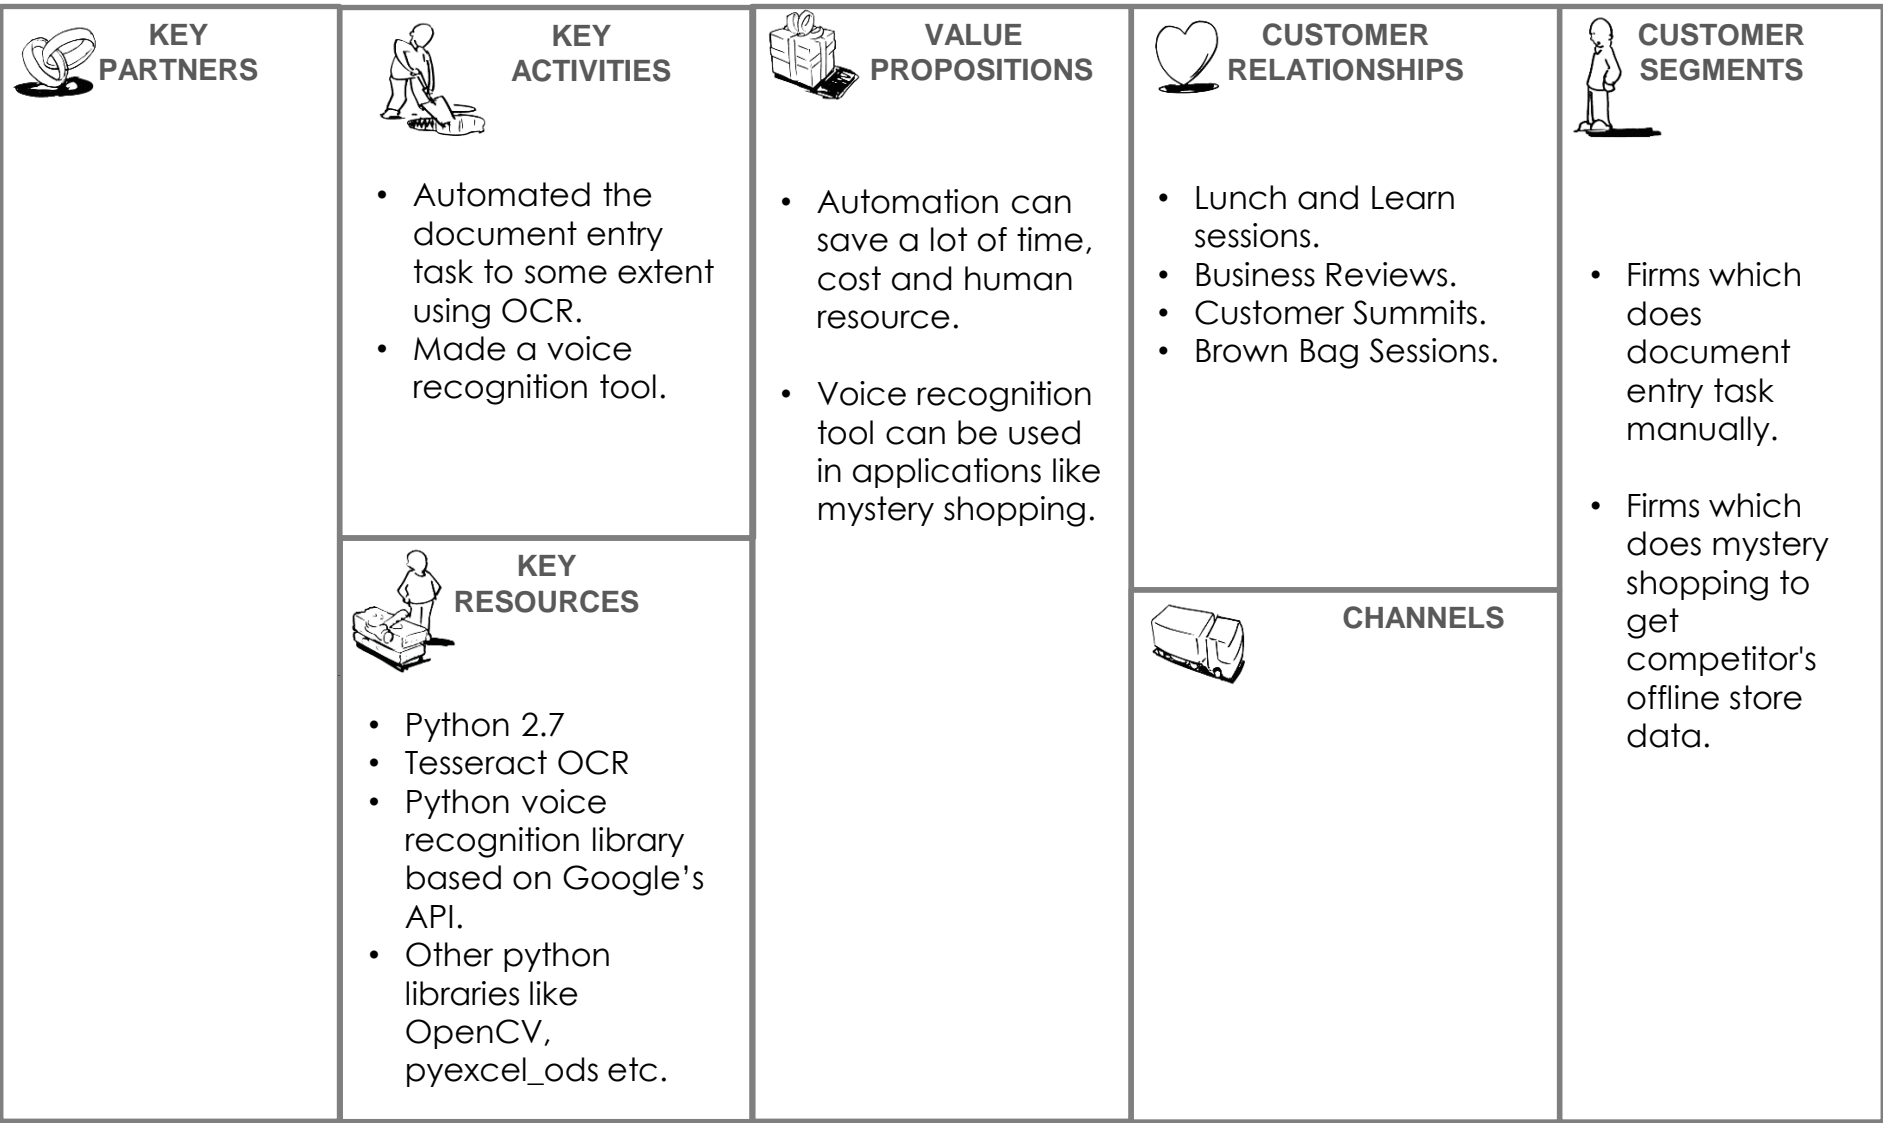 KEY
PARTNERS
KEY
ACTIVITIES
• Automated the
document entry
task to some extent
using OCR.
• Made a voice
recognition tool.
KEY
RESOURCES
• Python 2.7
• Tesseract OCR
• Python voice
recognition library
based on Google’s
API.
• Other python
libraries like
OpenCV,
pyexcel_ods etc.
VALUE
PROPOSITIONS
• Automation can
save a lot of time,
cost and human
resource.
• Voice recognition
tool can be used
in applications like
mystery shopping.
CUSTOMER
RELATIONSHIPS
• Lunch and Learn
sessions.
• Business Reviews.
• Customer Summits.
• Brown Bag Sessions.
CHANNELS
CUSTOMER
SEGMENTS
• Firms which
does
document
entry task
manually.
• Firms which
does mystery
shopping to
get
competitor's
offline store
data.